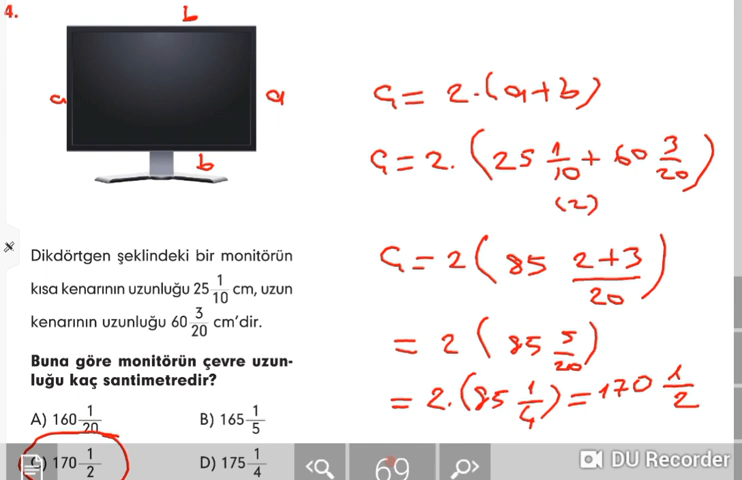 4.
b
a
a
b
Ç = 2.(a+b)
Ç = 2.(25 1/10 + 60 3/20)
(2)
Ç = 2(85 2+3/20)
= 2(85 5/20)
= 2.(85 1/4) = 170 1/2
Dikdörtgen şeklindeki bir monitörün
kısa kenarının uzunluğu 25 1/10 cm, uzun
kenarının uzunluğu 60 3/20 cm'dir.
Buna göre monitörün çevre uzun-
luğu kaç santimetredir?
A) 160 1/20 B) 165 1/5
C) 170 1/2 D) 175 1/4
69
DU Recorder